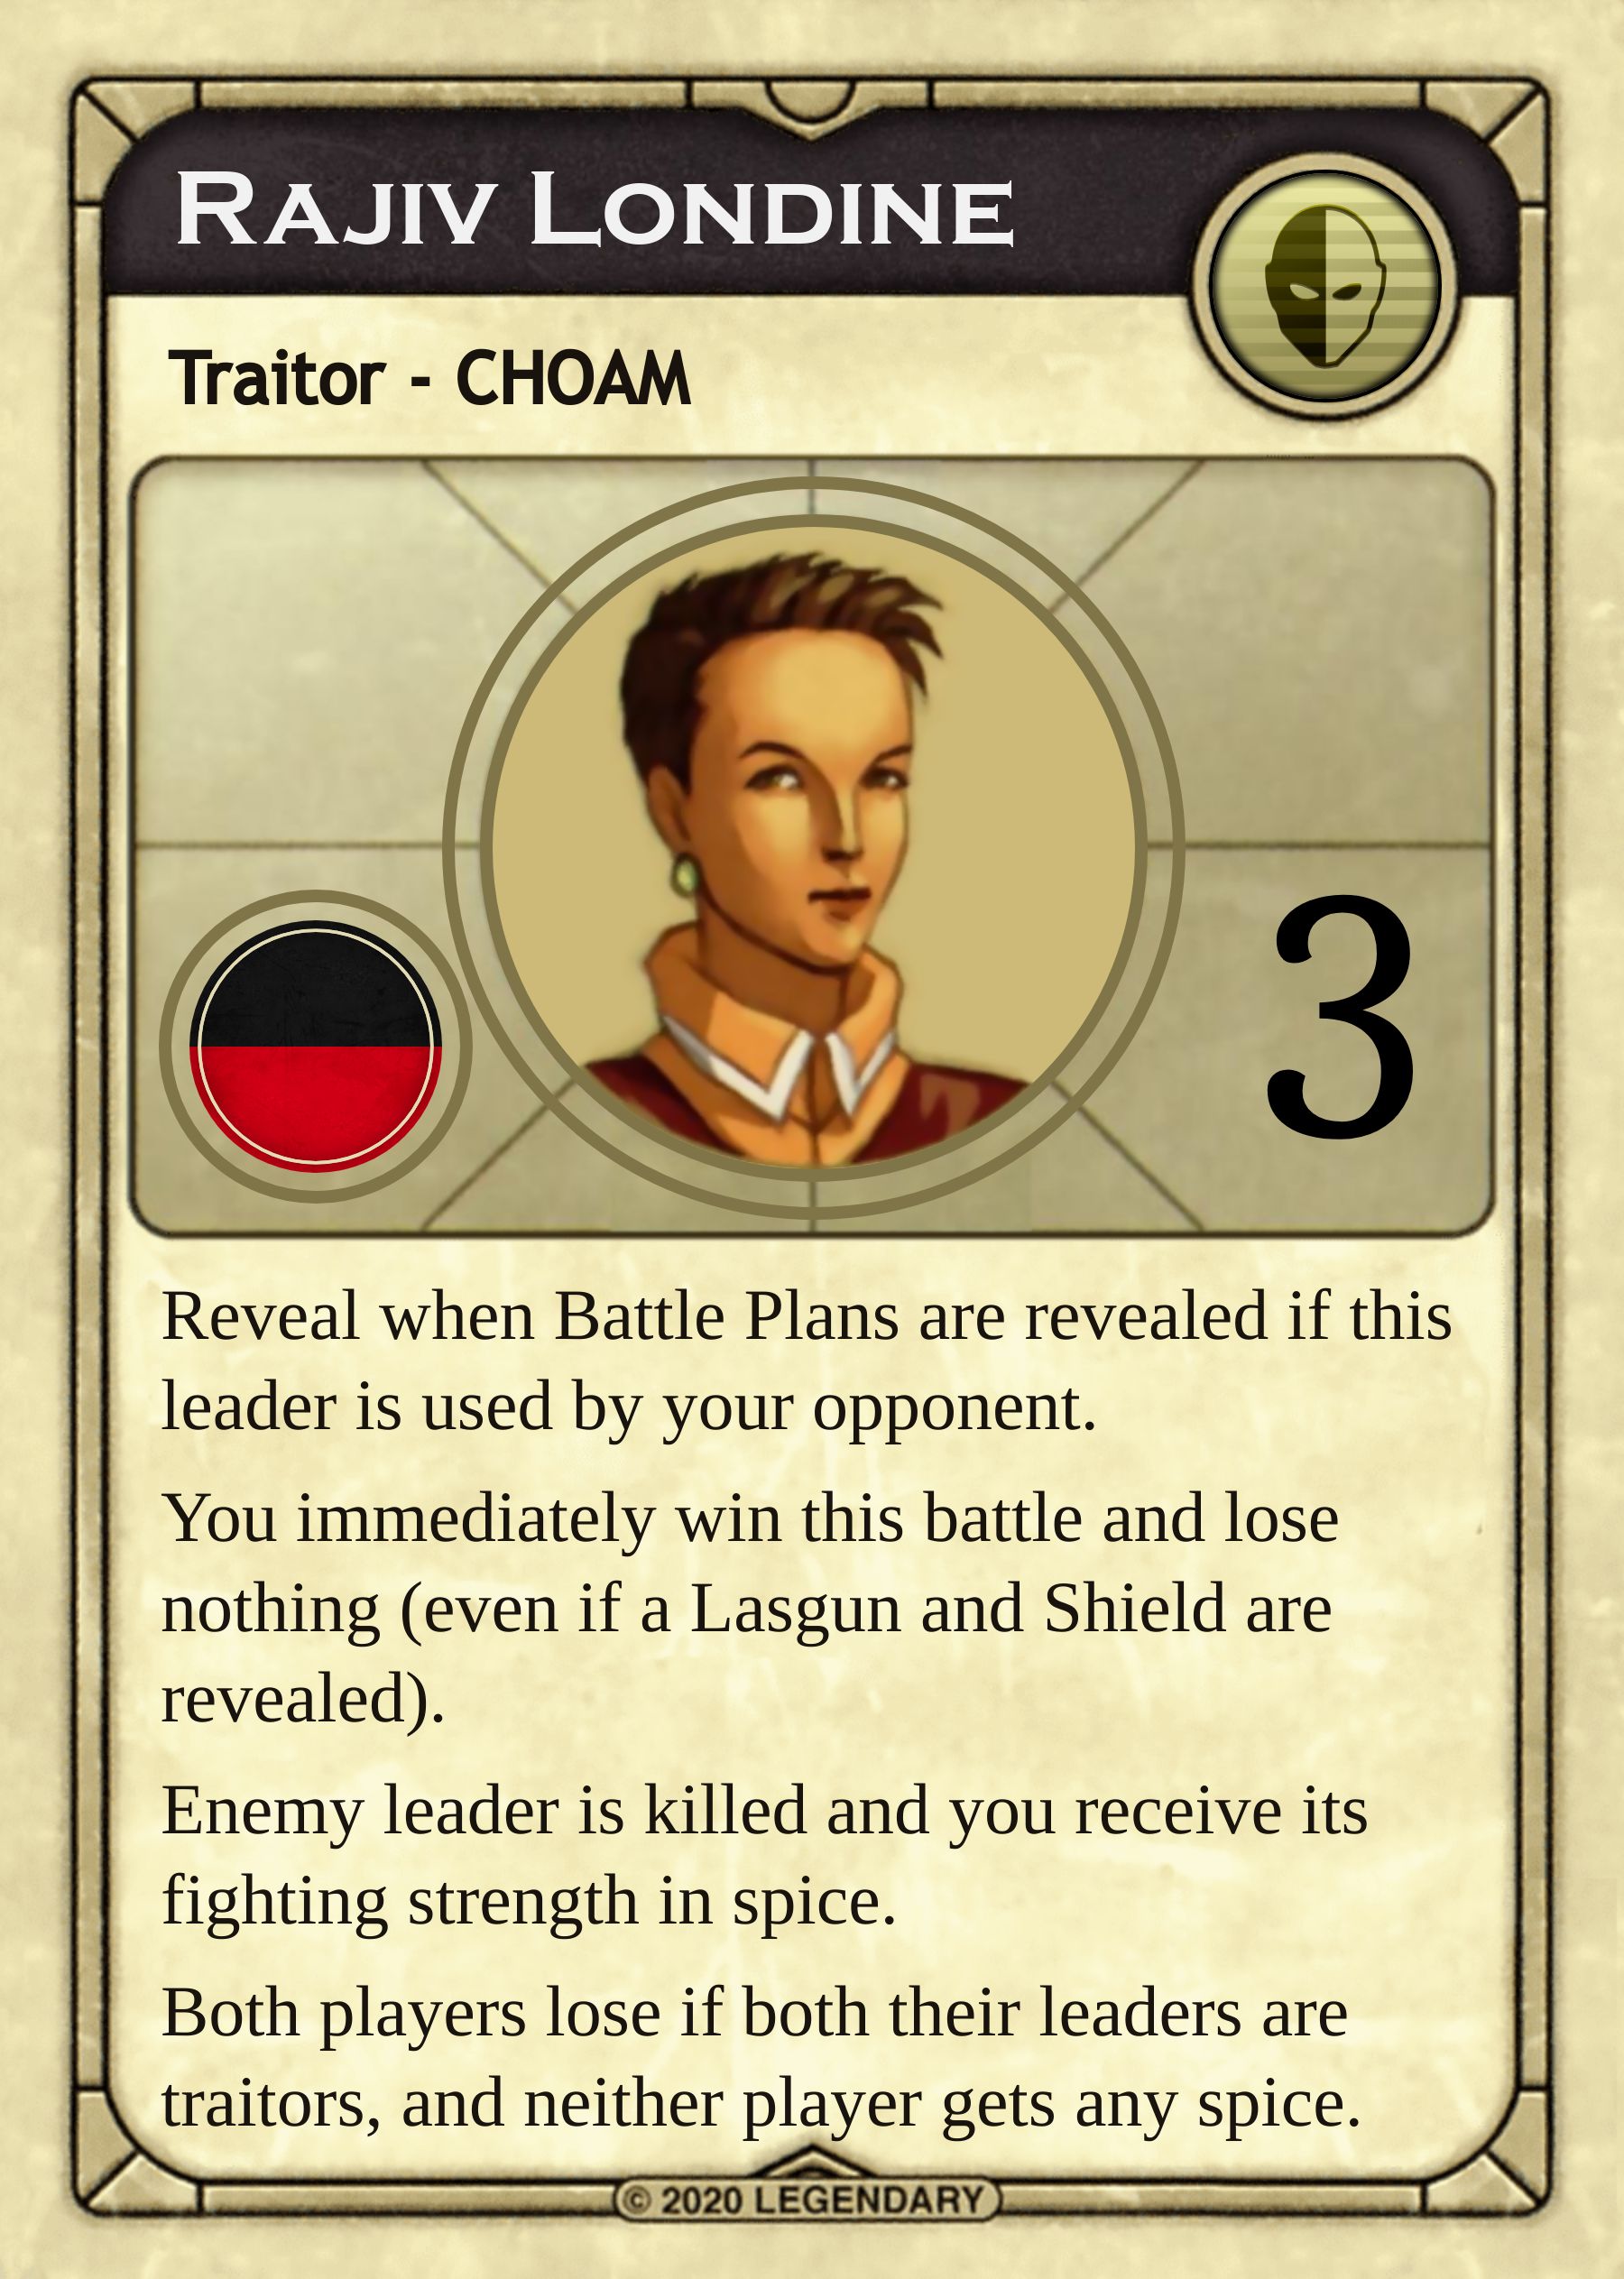 Rajiv Londine
Traitor - CHOAM
3
Reveal when Battle Plans are revealed if this
leader is used by your opponent.
You immediately win this battle and lose
nothing (even if a Lasgun and Shield are
revealed).
Enemy leader is killed and you receive its
fighting strength in spice.
Both players lose if both their leaders are
traitors, and neither player gets any spice.
© 2020 LEGENDARY